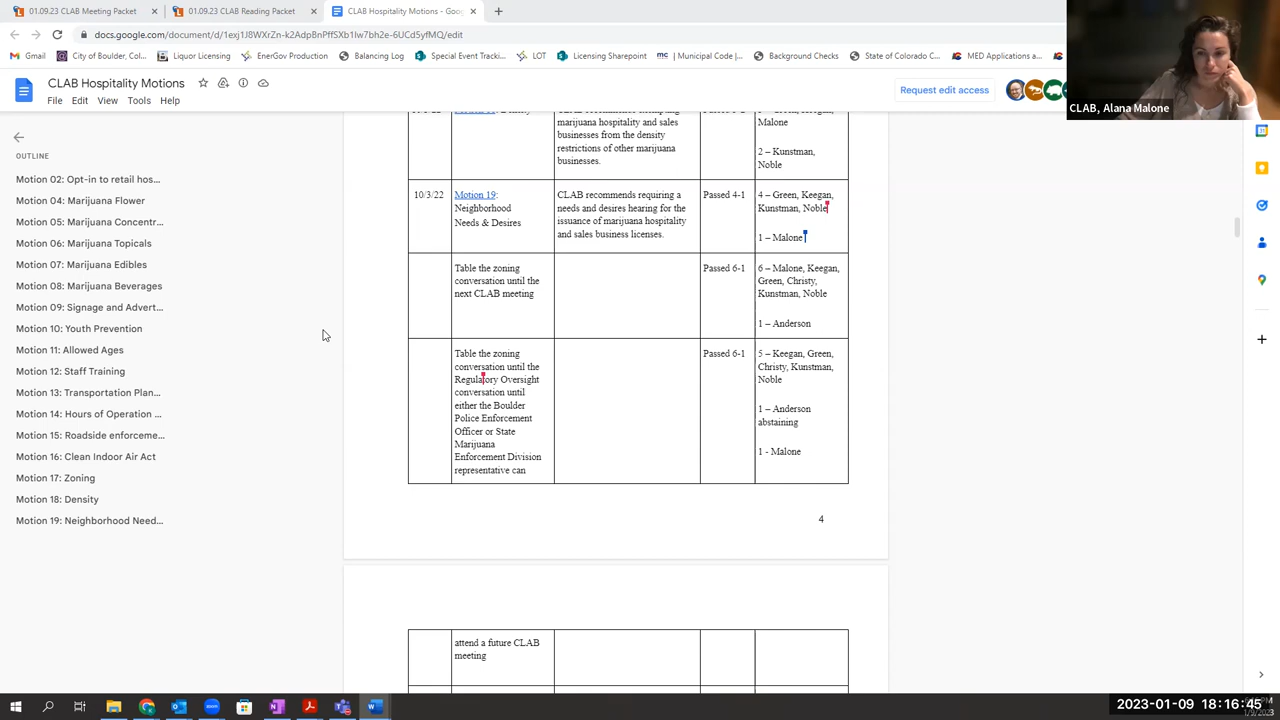 01.09.23 CLAB Meeting Packet
01.09.23 CLAB Reading Packet
CLAB Hospitality Motions - Goo
docs.google.com/document/d/1exj1J8WXrZn-k2AdpBnPffSXb1Iw7bh2e-6UCd5yfMQ/edit
Gmail
City of Boulder, Col...
Liquor Licensing
EnerGov Production
Balancing Log
Special Event Tracki...
LOT
Licensing Sharepoint
| Municipal Code |...
Background Checks
State of Colorado C...
MED Applications a
CLAB, Alana Malone
CLAB Hospitality Motions
File Edit View Tools Help
Request edit access
OUTLINE
Motion 02: Opt-in to retail hos...
Motion 04: Marijuana Flower
Motion 05: Marijuana Concentr...
Motion 06: Marijuana Topicals
Motion 07: Marijuana Edibles
Motion 08: Marijuana Beverages
Motion 09: Signage and Advert...
Motion 10: Youth Prevention
Motion 11: Allowed Ages
Motion 12: Staff Training
Motion 13: Transportation Plan...
Motion 14: Hours of Operation ...
Motion 15: Roadside enforceme...
Motion 16: Clean Indoor Air Act
Motion 17: Zoning
Motion 18: Density
Motion 19: Neighborhood Need...
marijuana hospitality and sales
businesses from the density
restrictions of other marijuana
businesses.
Malone
2 – Kunstman,
Noble
10/3/22
Motion 19:
Neighborhood
Needs & Desires
CLAB recommends requiring a
needs and desires hearing for the
issuance of marijuana hospitality
and sales business licenses.
Passed 4-1
4 – Green, Keegan,
Kunstman, Noble
1 – Malone
Table the zoning
conversation until the
next CLAB meeting
Passed 6-1
6 – Malone, Keegan,
Green, Christy,
Kunstman, Noble
1 – Anderson
Table the zoning
conversation until the
Regulatory Oversight
conversation until
either the Boulder
Police Enforcement
Officer or State
Marijuana
Enforcement Division
representative can
Passed 6-1
5 – Keegan, Green,
Christy, Kunstman,
Noble
1 – Anderson
abstaining
1 - Malone
4
attend a future CLAB
meeting
2023-01-09 18:16:45